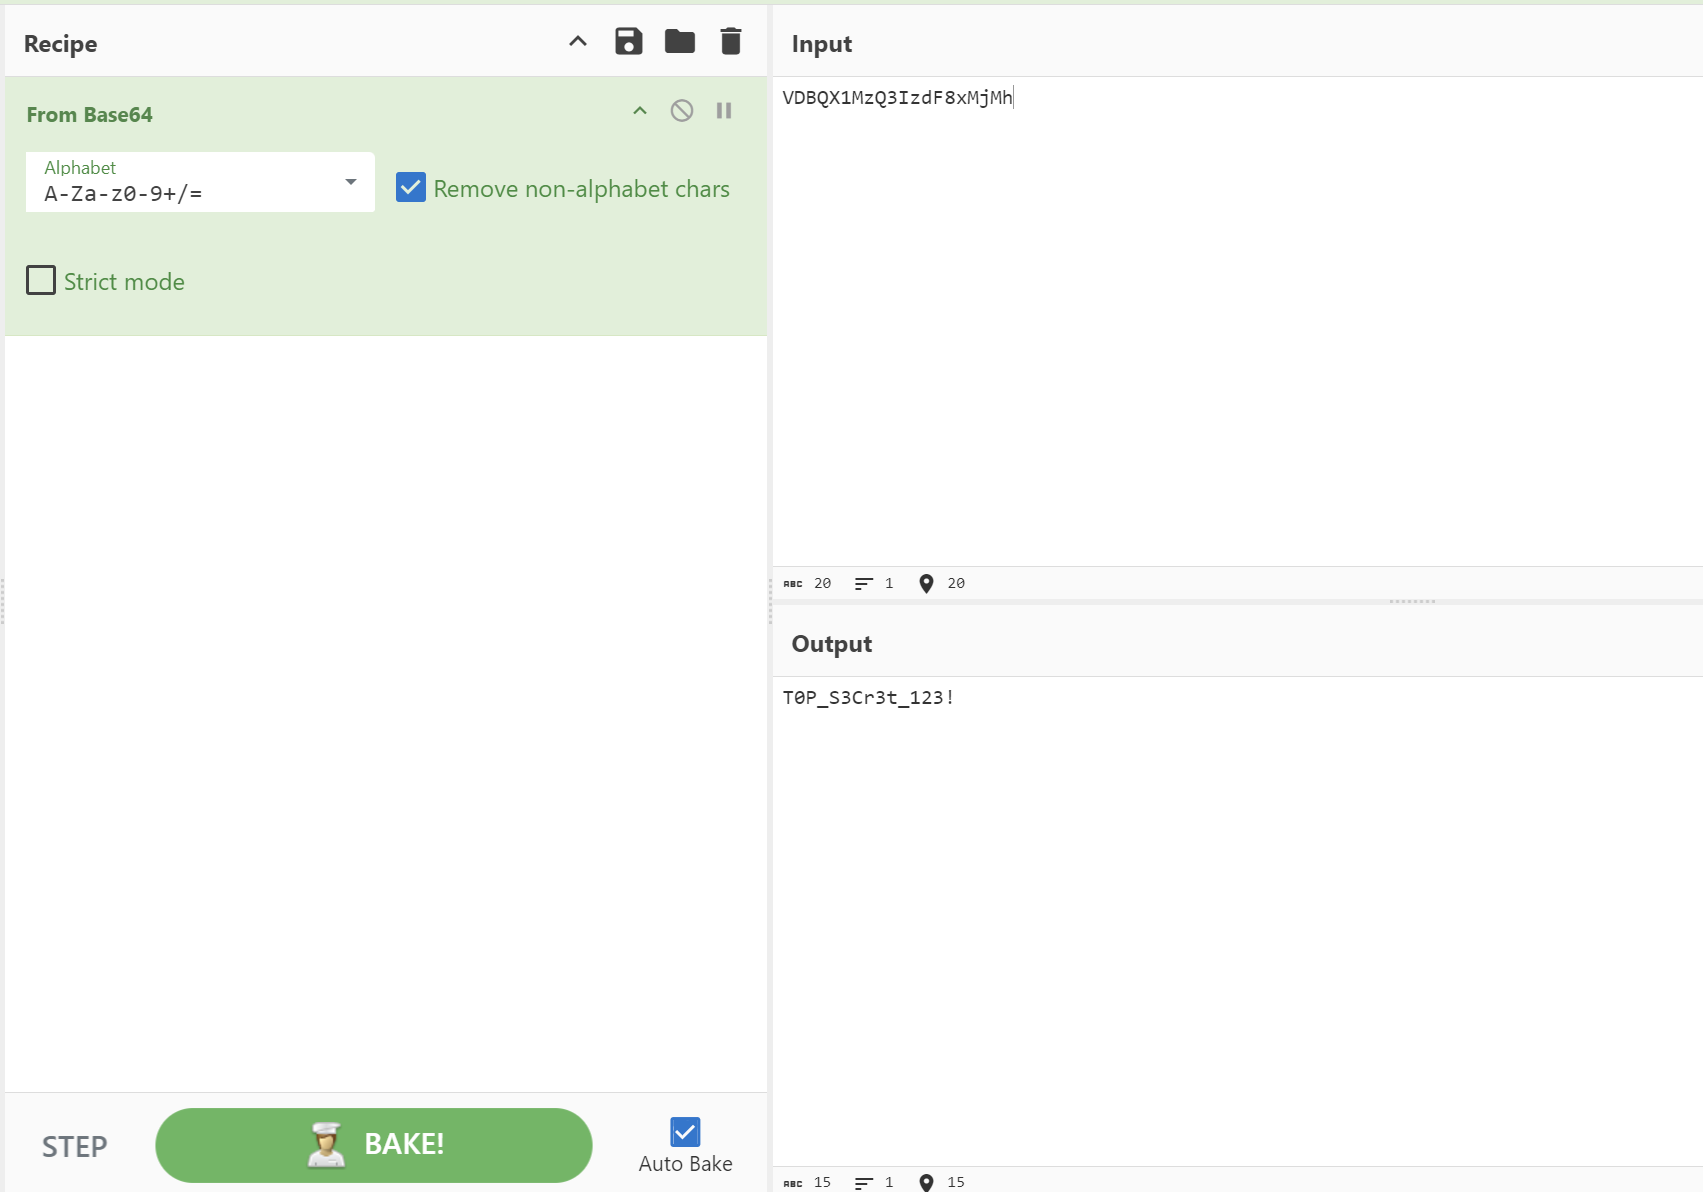 Recipe
From Base64
Alphabet
A-Za-z0-9+/=
Remove non-alphabet chars
Strict mode
STEP
BAKE!
Auto Bake
Input
VDBQX1MzQ3IzdF8xMjMh
ABC 20 1 20
Output
T0P_S3Cr3t_123!
ABC 15 1 15